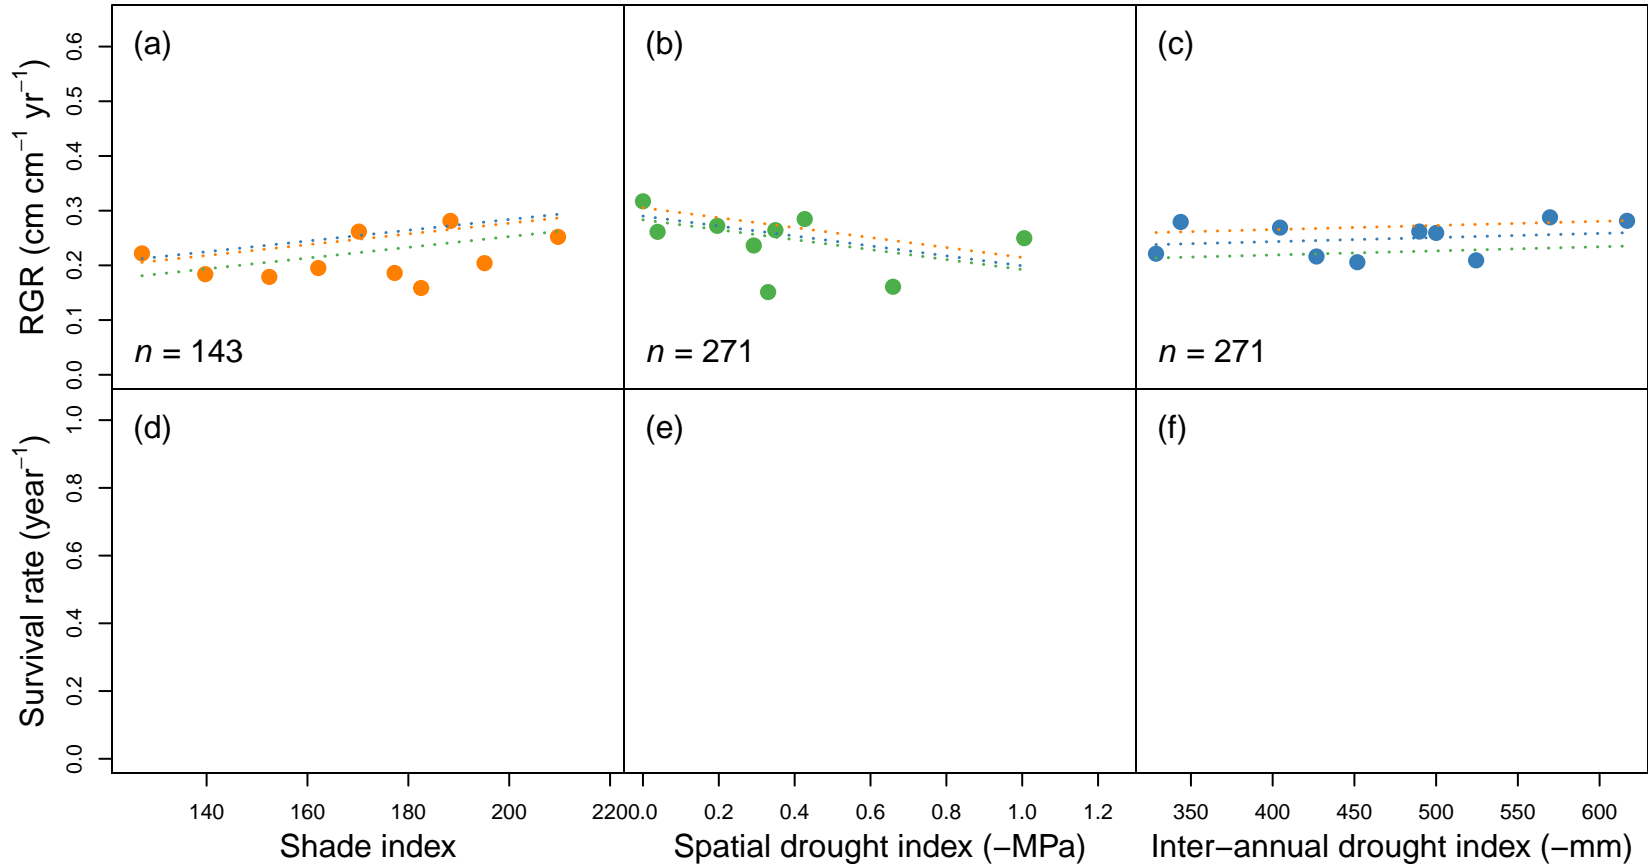 (a)
(b)
(c)
RGR (cm cm⁻¹ yr⁻¹)
0.0 0.1 0.2 0.3 0.4 0.5 0.6
n = 143
n = 271
n = 271
(d)
(e)
(f)
Survival rate (year⁻¹)
0.0 0.2 0.4 0.6 0.8 1.0
140 160 180 200 220
0.0 0.2 0.4 0.6 0.8 1.0 1.2
350 400 450 500 550 600
Shade index
Spatial drought index (−MPa)
Inter−annual drought index (−mm)